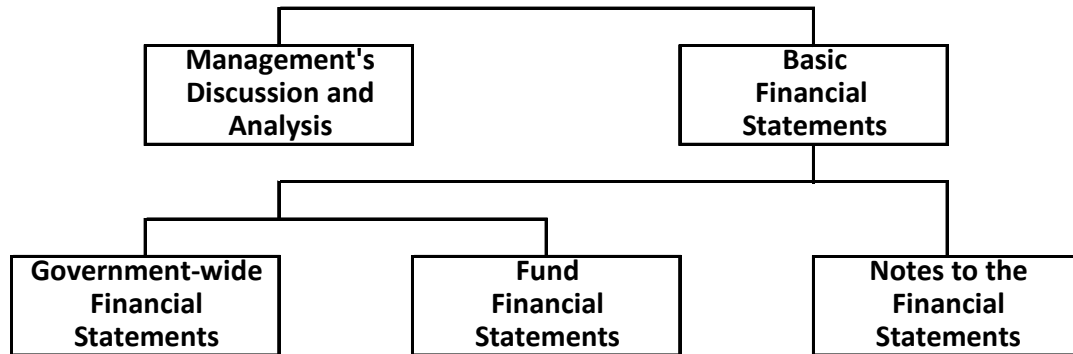 Management's
Discussion and
Analysis
Basic
Financial
Statements
Government-wide
Financial
Statements
Fund
Financial
Statements
Notes to the
Financial
Statements